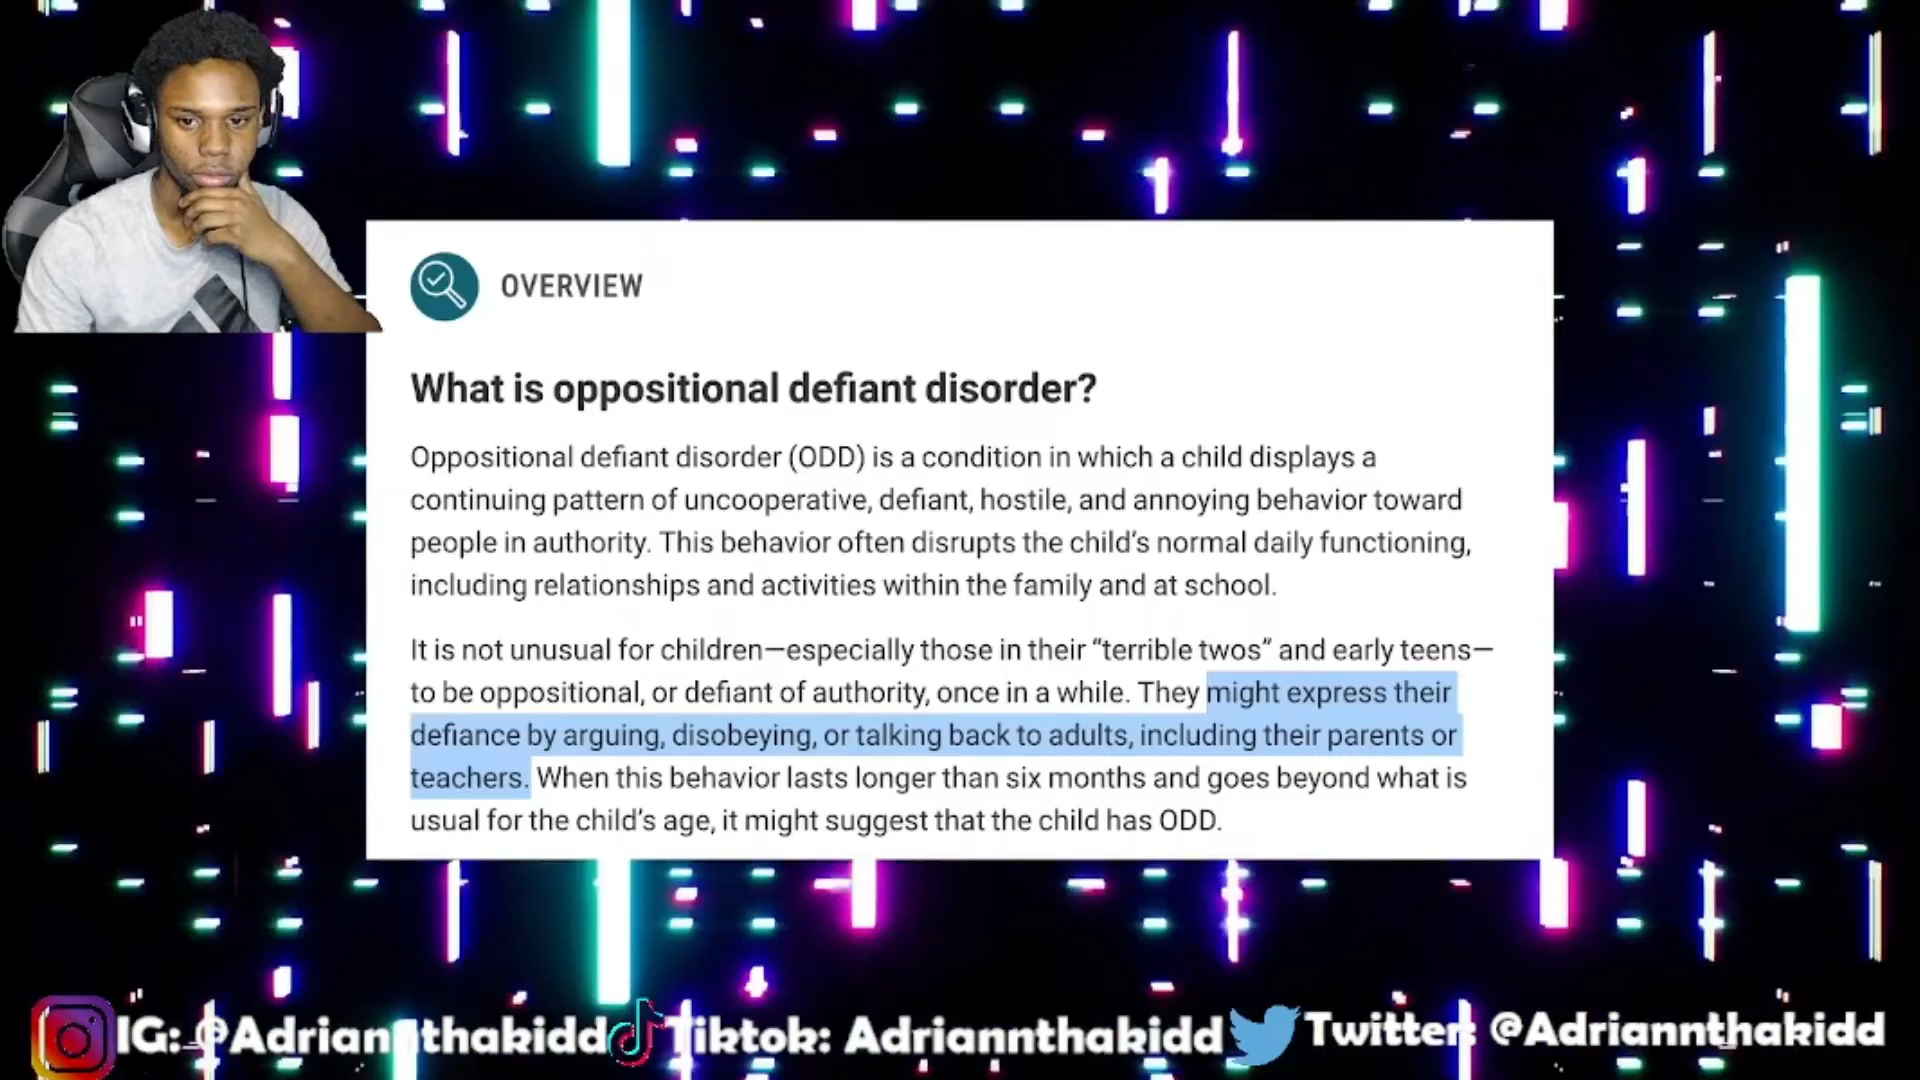 OVERVIEW
What is oppositional defiant disorder?
Oppositional defiant disorder (ODD) is a condition in which a child displays a
continuing pattern of uncooperative, defiant, hostile, and annoying behavior toward
people in authority. This behavior often disrupts the child’s normal daily functioning,
including relationships and activities within the family and at school.
It is not unusual for children—especially those in their “terrible twos” and early teens—
to be oppositional, or defiant of authority, once in a while. They might express their
defiance by arguing, disobeying, or talking back to adults, including their parents or
teachers. When this behavior lasts longer than six months and goes beyond what is
usual for the child’s age, it might suggest that the child has ODD.
IG: @Adriannthakidd Tiktok: Adriannthakidd Twitter: @Adriannthakidd